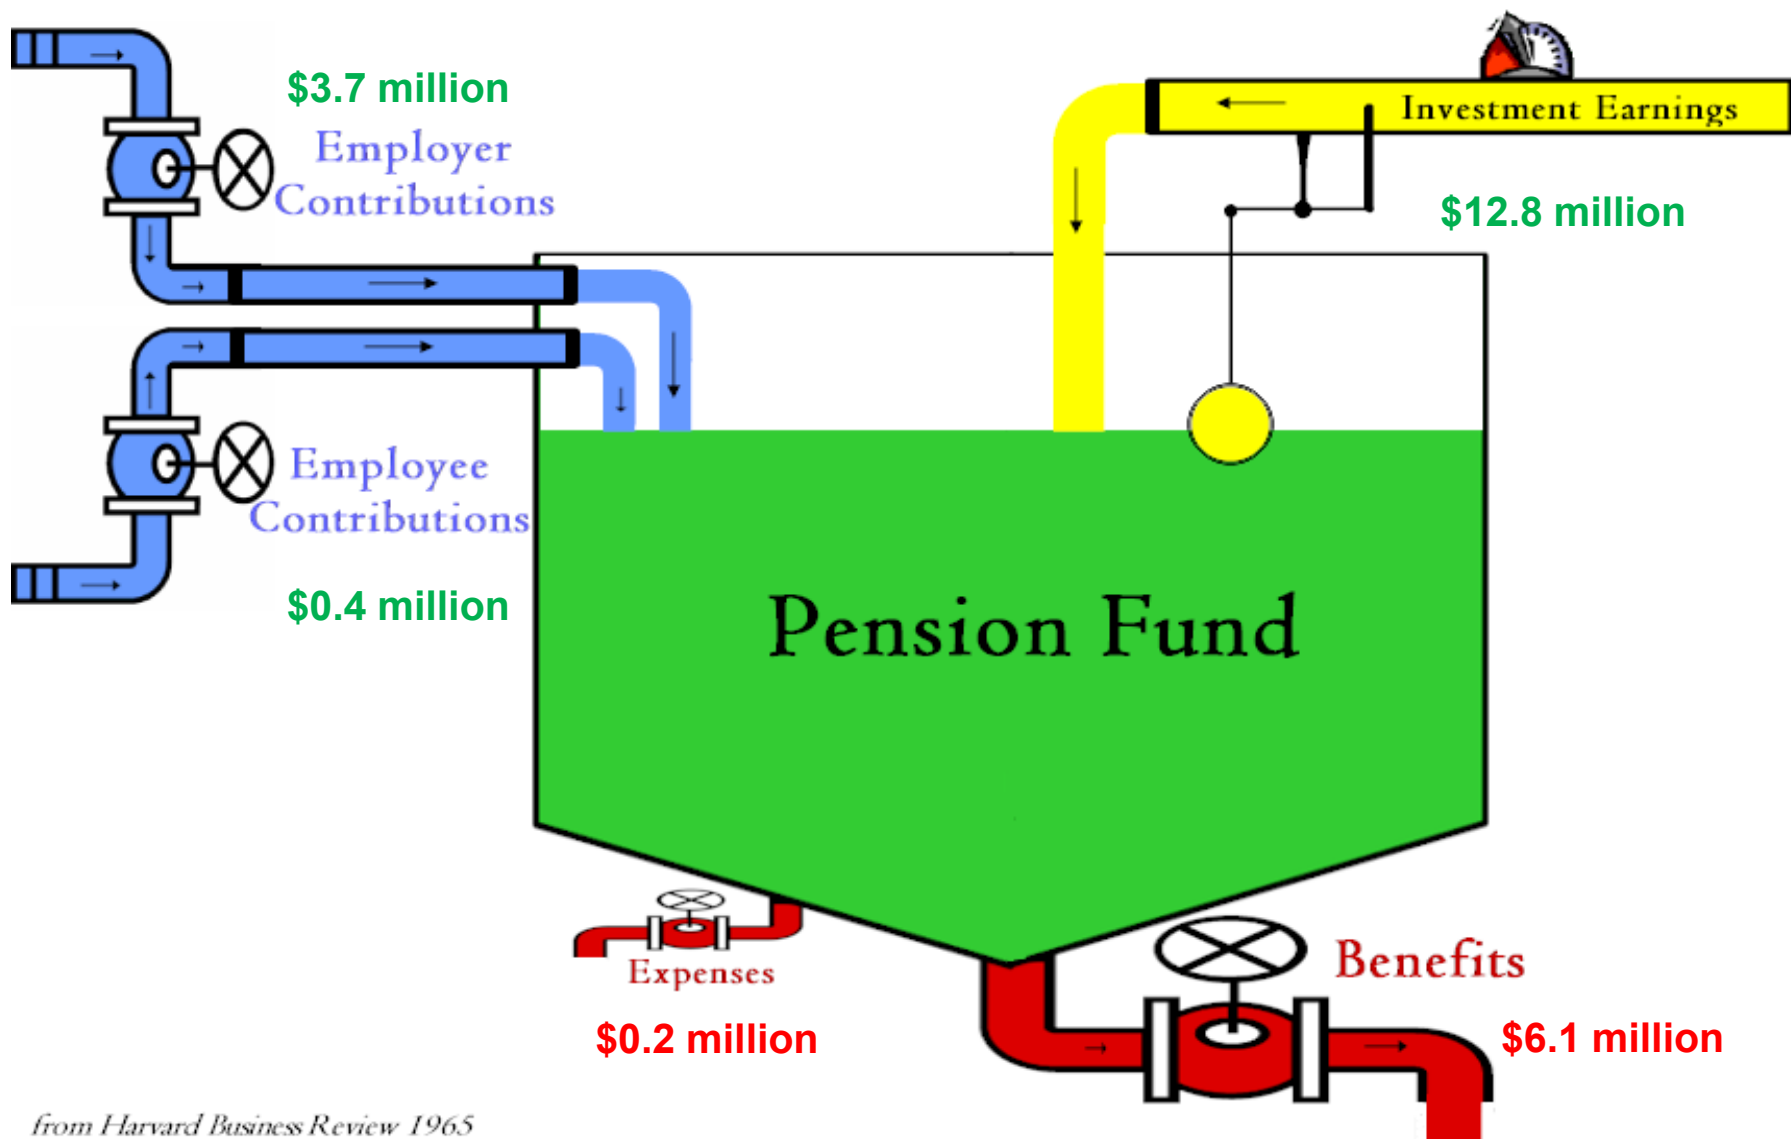 $3.7 million
Employer
Contributions
Investment Earnings
$12.8 million
Employee
Contributions
$0.4 million
Pension Fund
Expenses
$0.2 million
Benefits
$6.1 million
from Harvard Business Review 1965